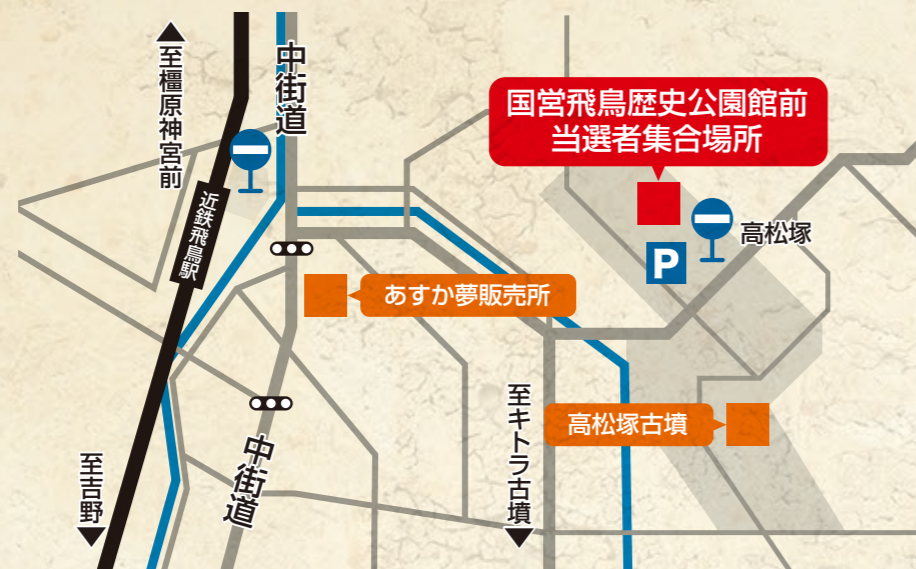 至橿原神宮前
中街道
国営飛鳥歴史公園館前
当選者集合場所
近鉄飛鳥駅
高松塚
P
あすか夢販売所
高松塚古墳
至キトラ古墳
中街道
至吉野